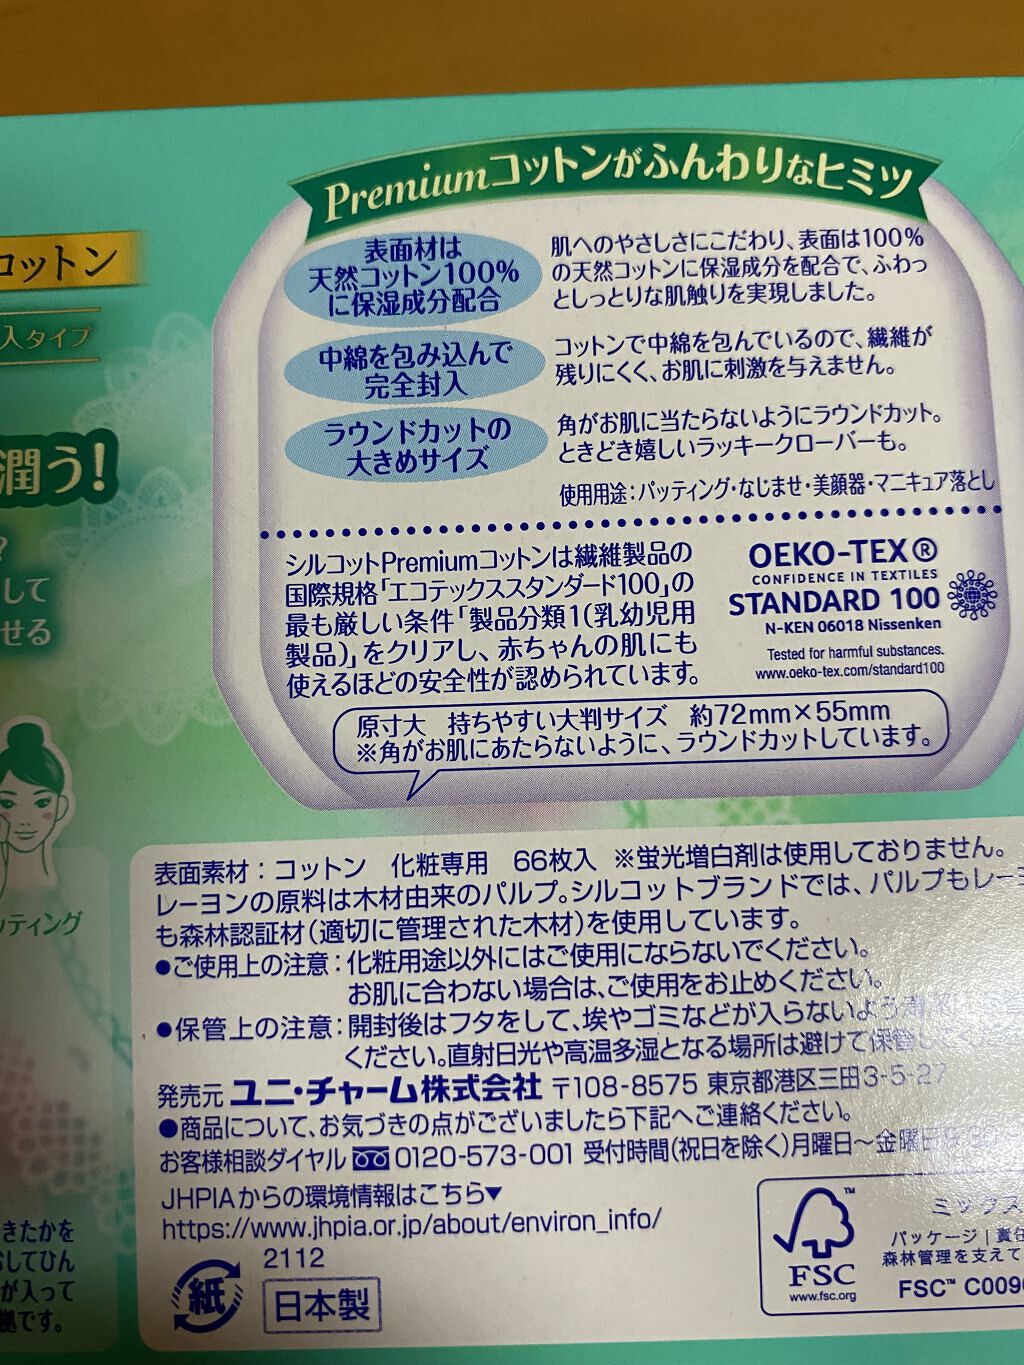 Premiumコットンがふんわりなヒミツ
コットン
入タイプ
潤う!
?
して
せる
ッティング
きたかを
してひん
が入って
拠です。
表面材は
天然コットン100%
に保湿成分配合
肌へのやさしさにこだわり、表面は100%
の天然コットンに保湿成分を配合で、ふわっ
としっとりな肌触りを実現しました。
中綿を包み込んで
完全封入
コットンで中綿を包んでいるので、繊維が
残りにくく、お肌に刺激を与えません。
ラウンドカットの
大きめサイズ
角がお肌に当たらないようにラウンドカット。
ときどき嬉しいラッキークローバーも。
使用用途:パッティング・なじませ・美顔器・マニキュア落とし
シルコットPremiumコットンは繊維製品の
国際規格「エコテックススタンダード100」の
最も厳しい条件「製品分類1(乳幼児用
製品)」をクリアし、赤ちゃんの肌にも
使えるほどの安全性が認められています。
OEKO-TEX®
CONFIDENCE IN TEXTILES
STANDARD 100
N-KEN 06018 Nissenken
Tested for harmful substances.
www.oeko-tex.com/standard100
原寸大 持ちやすい大判サイズ 約72mm×55mm
※角がお肌にあたらないように、ラウンドカットしています。
表面素材:コットン 化粧専用 66枚入 ※蛍光増白剤は使用しておりません。
レーヨンの原料は木材由来のパルプ。シルコットブランドでは、パルプもレーヨ
も森林認証材(適切に管理された木材)を使用しています。
●ご使用上の注意:化粧用途以外にはご使用にならないでください。
お肌に合わない場合は、ご使用をお止めください。
●保管上の注意:開封後はフタをして、埃やゴミなどが入らないよう
ください。直射日光や高温多湿となる場所は避けて保管してくだ
発売元 ユニ・チャーム株式会社 〒108-8575 東京都港区三田3-5-27
●商品について、お気づきの点がございましたら下記へご連絡ください。
お客様相談ダイヤル 0120-573-001 受付時間(祝日を除く)月曜日〜金曜日
JHPIAからの環境情報はこちら▼
https://www.jhpia.or.jp/about/environ_info/
2112
紙
日本製
FSC
www.fsc.org
ミックス
パッケージ|責任
森林管理を支えて
FSC™ C009